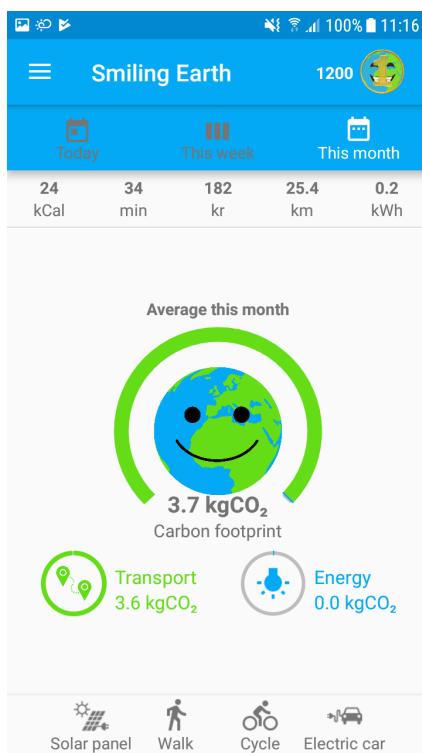 100% 11:16
Smiling Earth 1200
Today This week This month
24 34 182 25.4 0.2
kCal min kr km kWh
Average this month
3.7 kgCO₂
Carbon footprint
Transport Energy
3.6 kgCO₂ 0.0 kgCO₂
Solar panel Walk Cycle Electric car